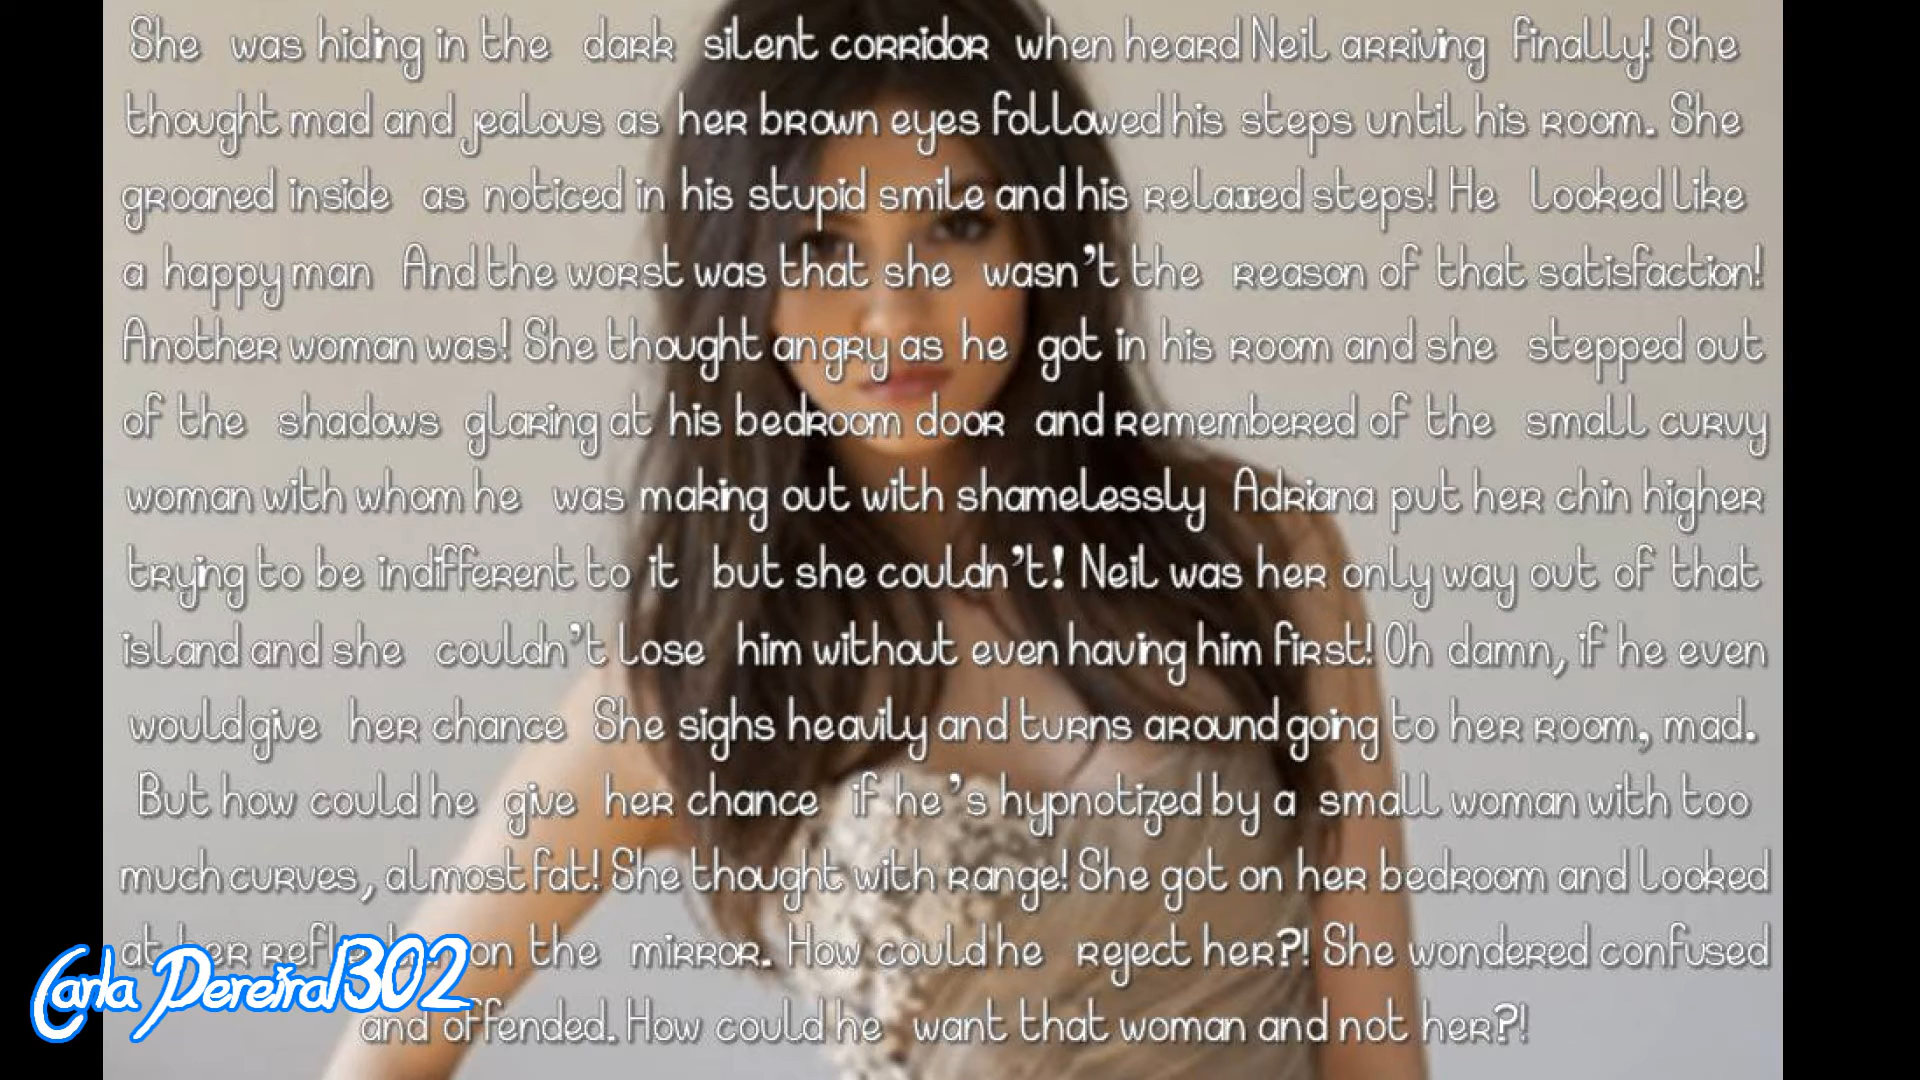 She was hiding in the dark silent corridor when heard Neil arriving finally! She
thought mad and jealous as her brown eyes followed his steps until his room. She
groaned inside as noticed in his stupid smile and his relaxed steps! He looked like
a happy man And the worst was that she wasn't the reason of that satisfaction!
Another woman was! She thought angry as he got in his room and she stepped out
of the shadows glaring at his bedroom door and remembered of the small curvy
woman with whom he was making out with shamelessly Adriana put her chin higher
trying to be indifferent to it but she couldn't! Neil was her only way out of that
island and she couldn't lose him without even having him first! Oh damn, if he even
would give her chance She sighs heavily and turns around going to her room, mad.
But how could he give her chance if he's hypnotized by a small woman with too
much curves, almost fat! She thought with range! She got on her bedroom and looked
at her on the mirror. How could he reject her?! She wondered confused
and offended. How could he want that woman and not her?!
Carla Pereira1302